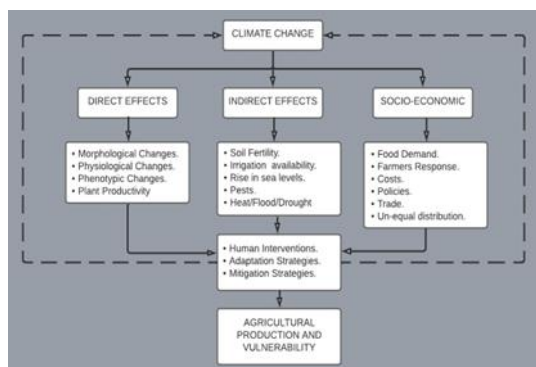 CLIMATE CHANGE
DIRECT EFFECTS
INDIRECT EFFECTS
SOCIO-ECONOMIC
• Morphological Changes.
• Physiological Changes.
• Phenotypic Changes.
• Plant Productivity
• Soil Fertility.
• Irrigation availability.
• Rise in sea levels.
• Pests.
• Heat/Flood/Drought
• Food Demand.
• Farmers Response.
• Costs.
• Policies.
• Trade.
• Un-equal distribution.
• Human Interventions.
• Adaptation Strategies.
• Mitigation Strategies.
AGRICULTURAL
PRODUCTION AND
VULNERABILITY